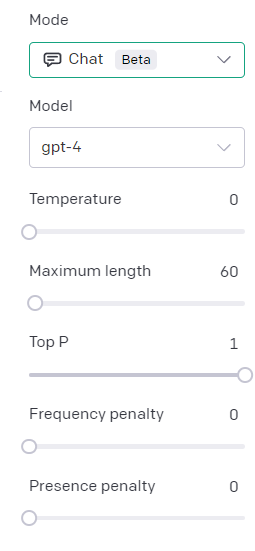 Mode
Chat Beta
Model
gpt-4
Temperature 0
Maximum length 60
Top P 1
Frequency penalty 0
Presence penalty 0